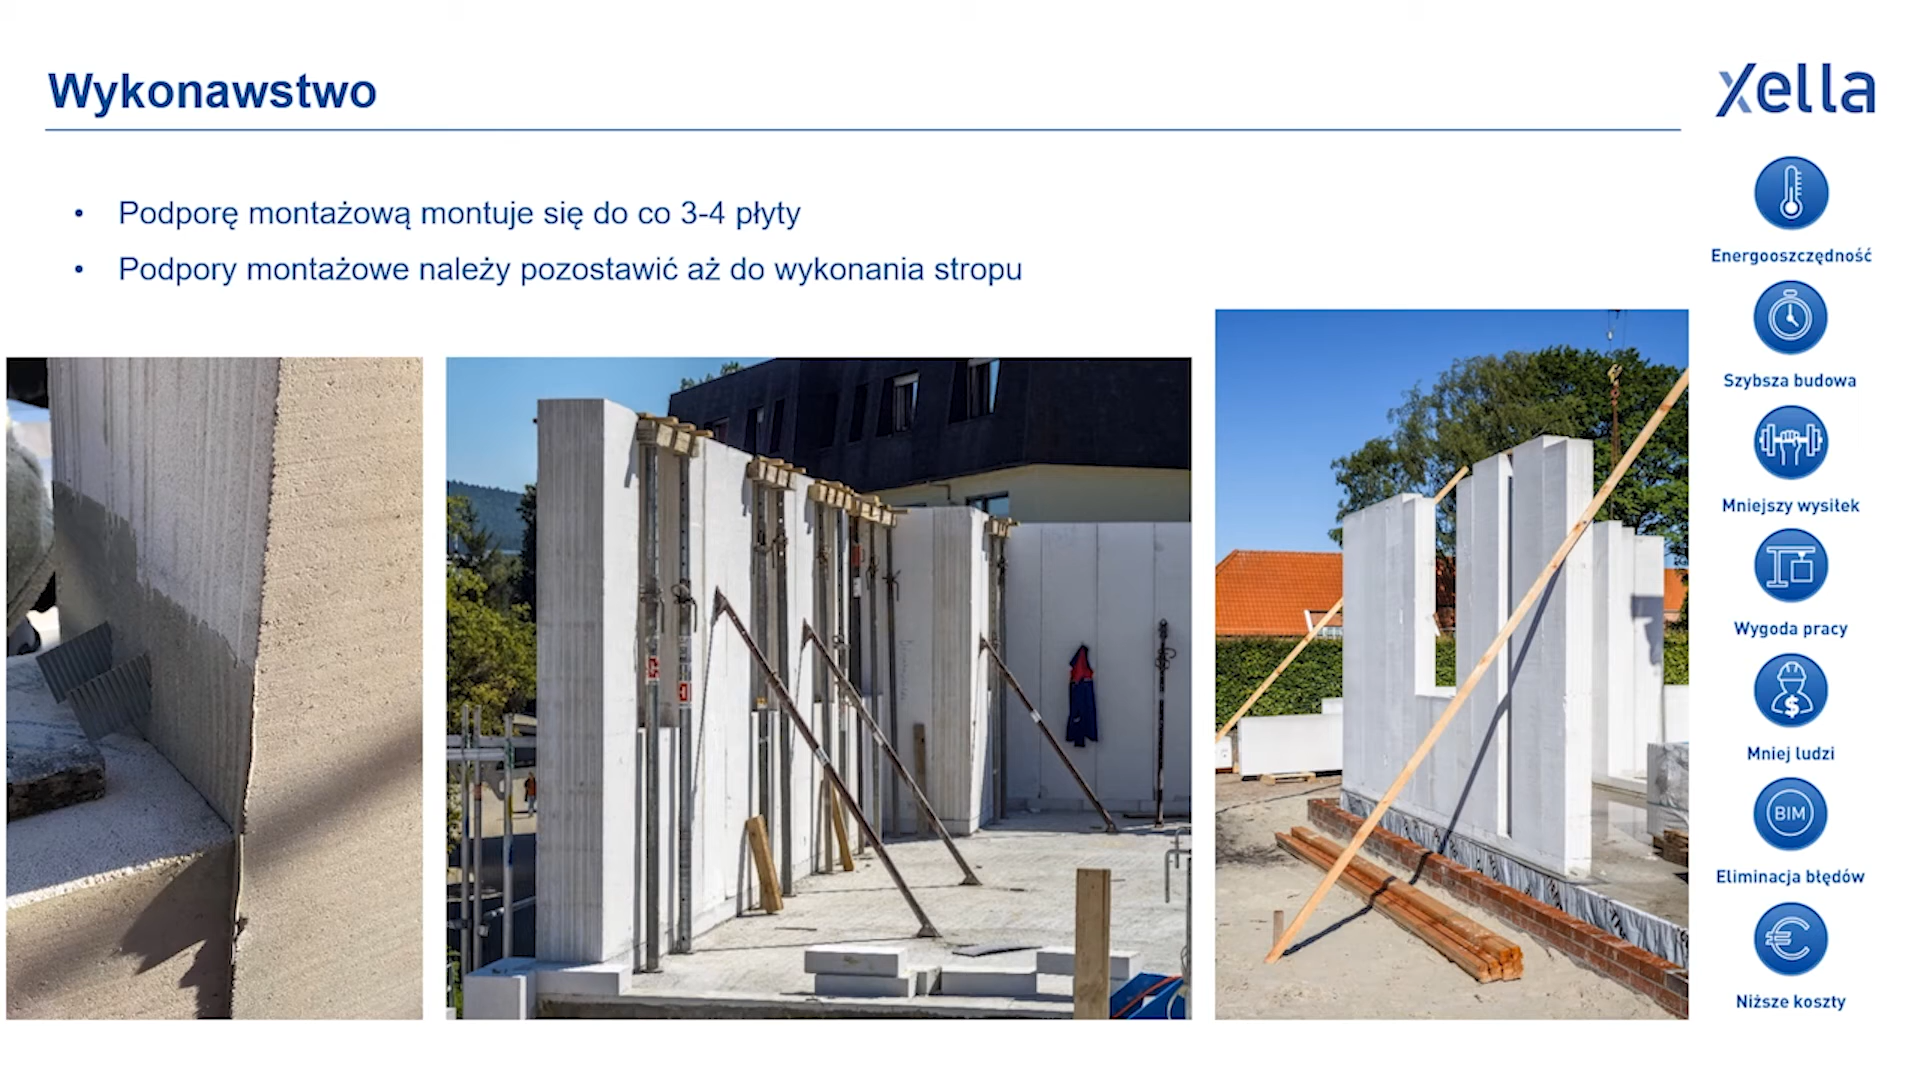 Wykonawstwo
xella
• Podporę montażową montuje się do co 3-4 płyty
• Podpory montażowe należy pozostawić aż do wykonania stropu
Energooszczędność
Szybsza budowa
Mniejszy wysiłek
Wygoda pracy
$
Mniej ludzi
BIM
Eliminacja błędów
€
Niższe koszty